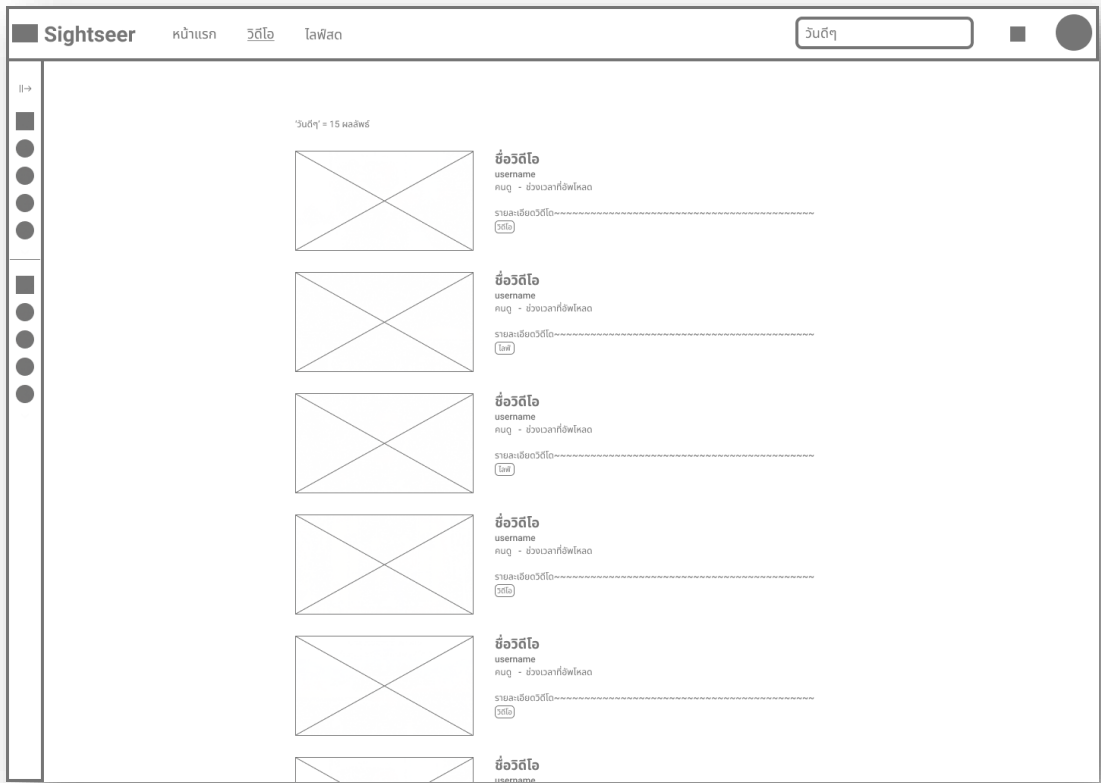 Sightseer หน้าแรก วิดีโอ ไลฟ์สด วันดีๆ
||→
'วันดีๆ' = 15 ผลลัพธ์
ชื่อวิดีโอ
username
คนดู - ช่วงเวลาที่อัพโหลด
รายละเอียดวิดีโด~~~~~~~~~~~~~~~~~~~~~~~~~~~~~~~~~~~~~~~~~~~
วิดีโอ
ชื่อวิดีโอ
username
คนดู - ช่วงเวลาที่อัพโหลด
รายละเอียดวิดีโด~~~~~~~~~~~~~~~~~~~~~~~~~~~~~~~~~~~~~~~~~~~
ไลฟ์
ชื่อวิดีโอ
username
คนดู - ช่วงเวลาที่อัพโหลด
รายละเอียดวิดีโด~~~~~~~~~~~~~~~~~~~~~~~~~~~~~~~~~~~~~~~~~~~
ไลฟ์
ชื่อวิดีโอ
username
คนดู - ช่วงเวลาที่อัพโหลด
รายละเอียดวิดีโด~~~~~~~~~~~~~~~~~~~~~~~~~~~~~~~~~~~~~~~~~~~
วิดีโอ
ชื่อวิดีโอ
username
คนดู - ช่วงเวลาที่อัพโหลด
รายละเอียดวิดีโด~~~~~~~~~~~~~~~~~~~~~~~~~~~~~~~~~~~~~~~~~~~
วิดีโอ
ชื่อวิดีโอ
username